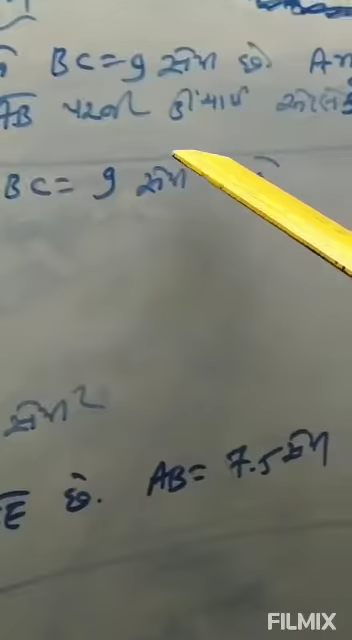 BC = 9 સેમી છે. A
AB પરની
BC = 9 સેમી
સેમી²
E છે. AB = 7.5 સેમી
FILMIX